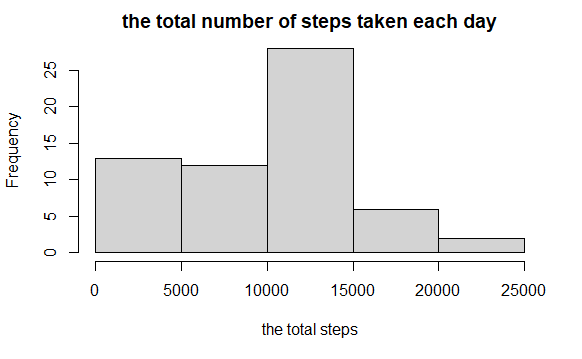 the total number of steps taken each day
Frequency
25
20
15
10
5
0
0 5000 10000 15000 20000 25000
the total steps